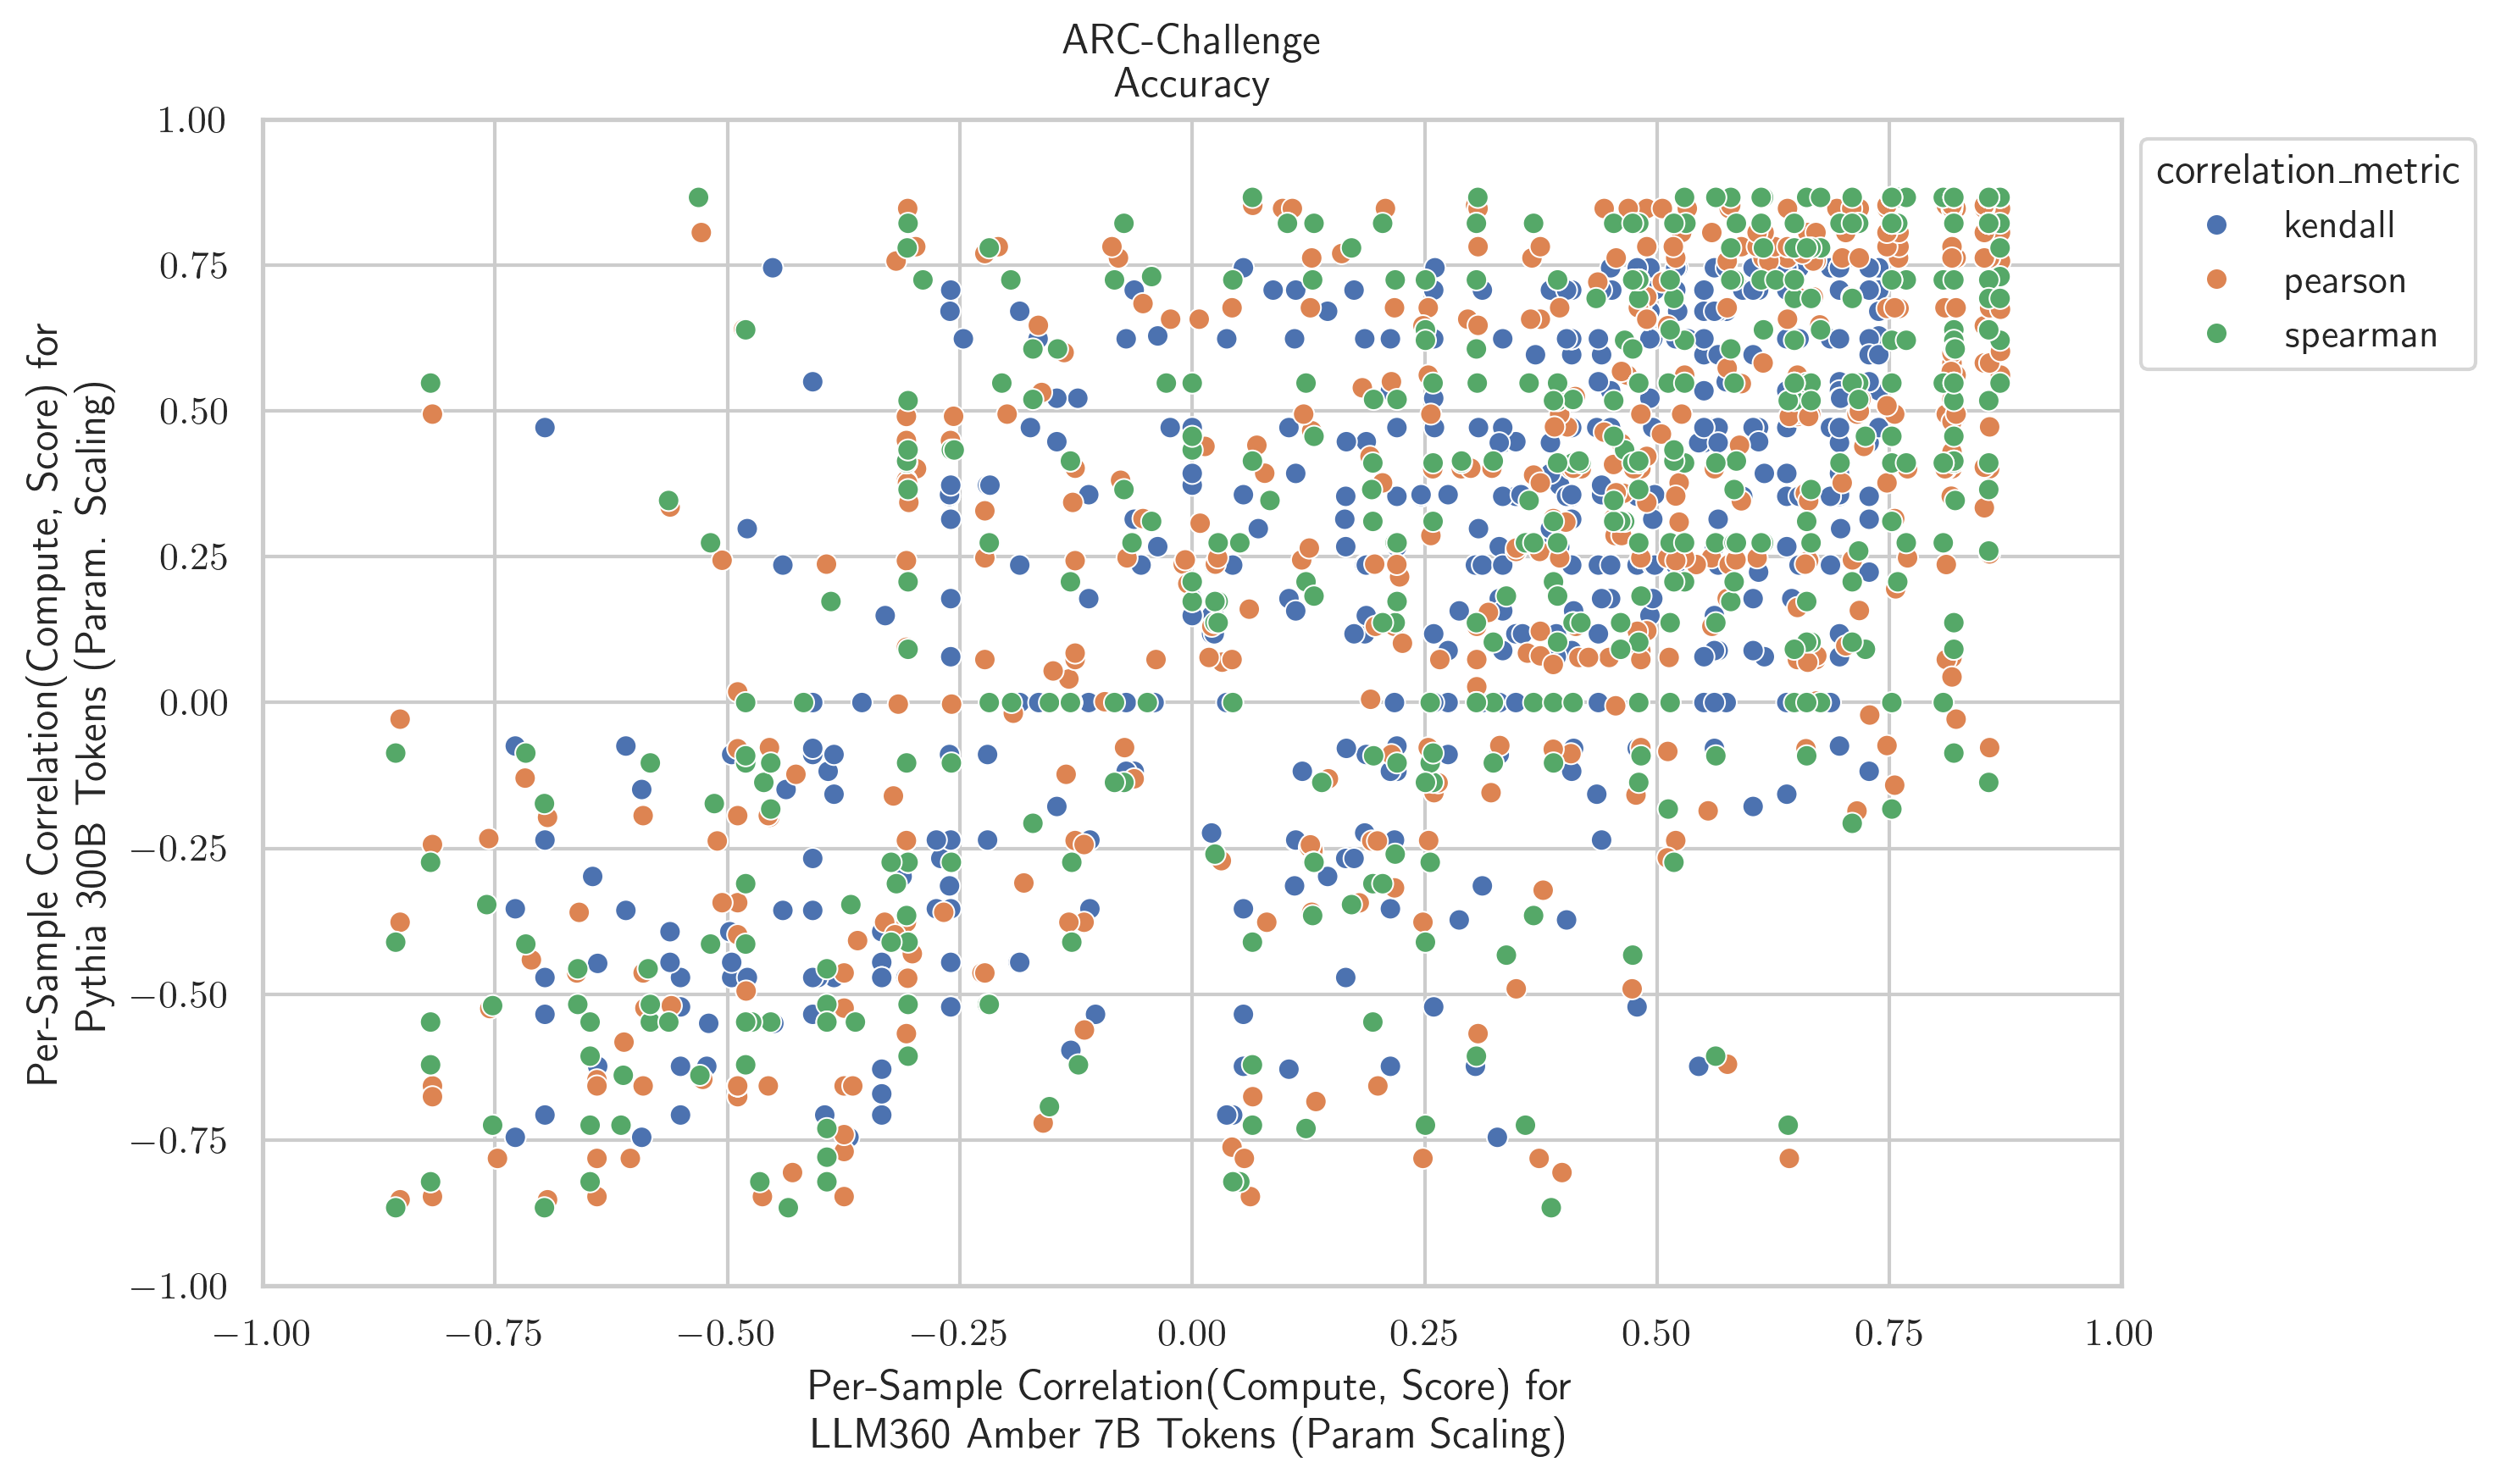 ARC-Challenge
Accuracy
Per-Sample Correlation(Compute, Score) for
Pythia 300B Tokens (Param. Scaling)
1.00
0.75
0.50
0.25
0.00
−0.25
−0.50
−0.75
−1.00
−1.00 −0.75 −0.50 −0.25 0.00 0.25 0.50 0.75 1.00
Per-Sample Correlation(Compute, Score) for
LLM360 Amber 7B Tokens (Param Scaling)
correlation_metric
kendall
pearson
spearman